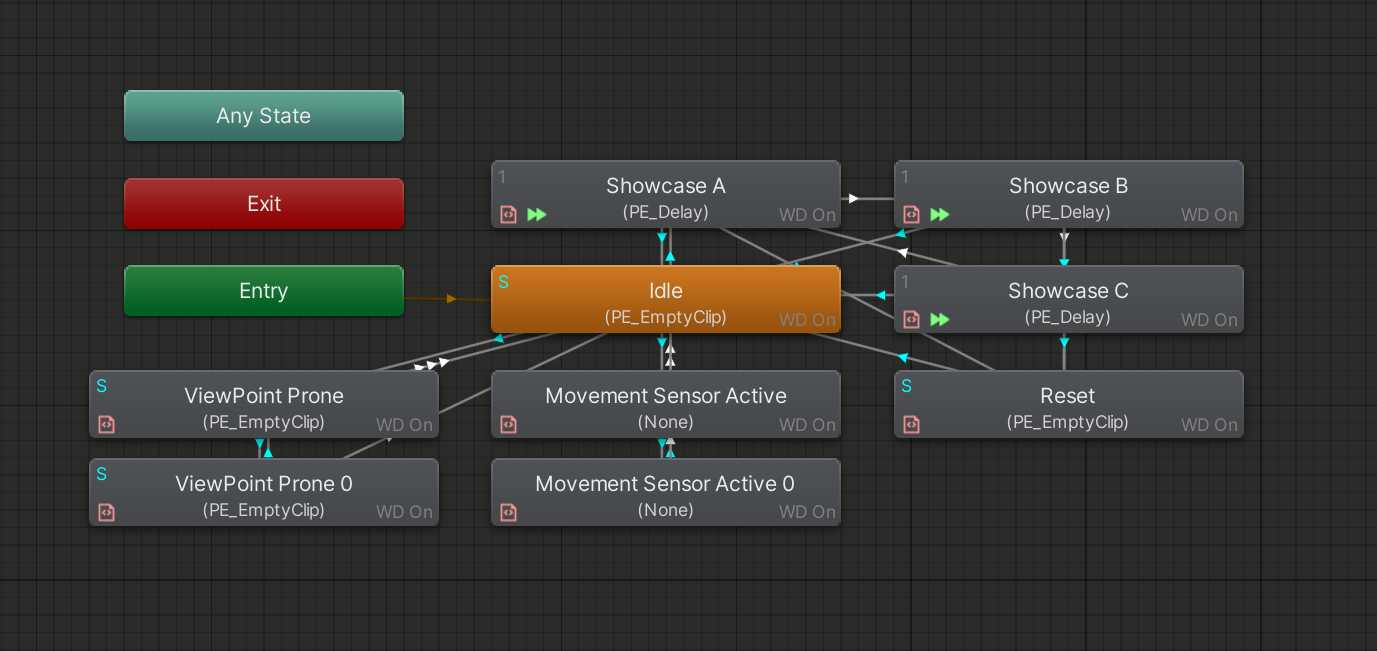 Any State
Exit
Entry
1
Showcase A
(PE_Delay)
WD On
1
Showcase B
(PE_Delay)
WD On
S
Idle
(PE_EmptyClip)
WD On
1
Showcase C
(PE_Delay)
WD On
S
ViewPoint Prone
(PE_EmptyClip)
WD On
Movement Sensor Active
(None)
WD On
S
Reset
(PE_EmptyClip)
WD On
S
ViewPoint Prone 0
(PE_EmptyClip)
WD On
Movement Sensor Active 0
(None)
WD On